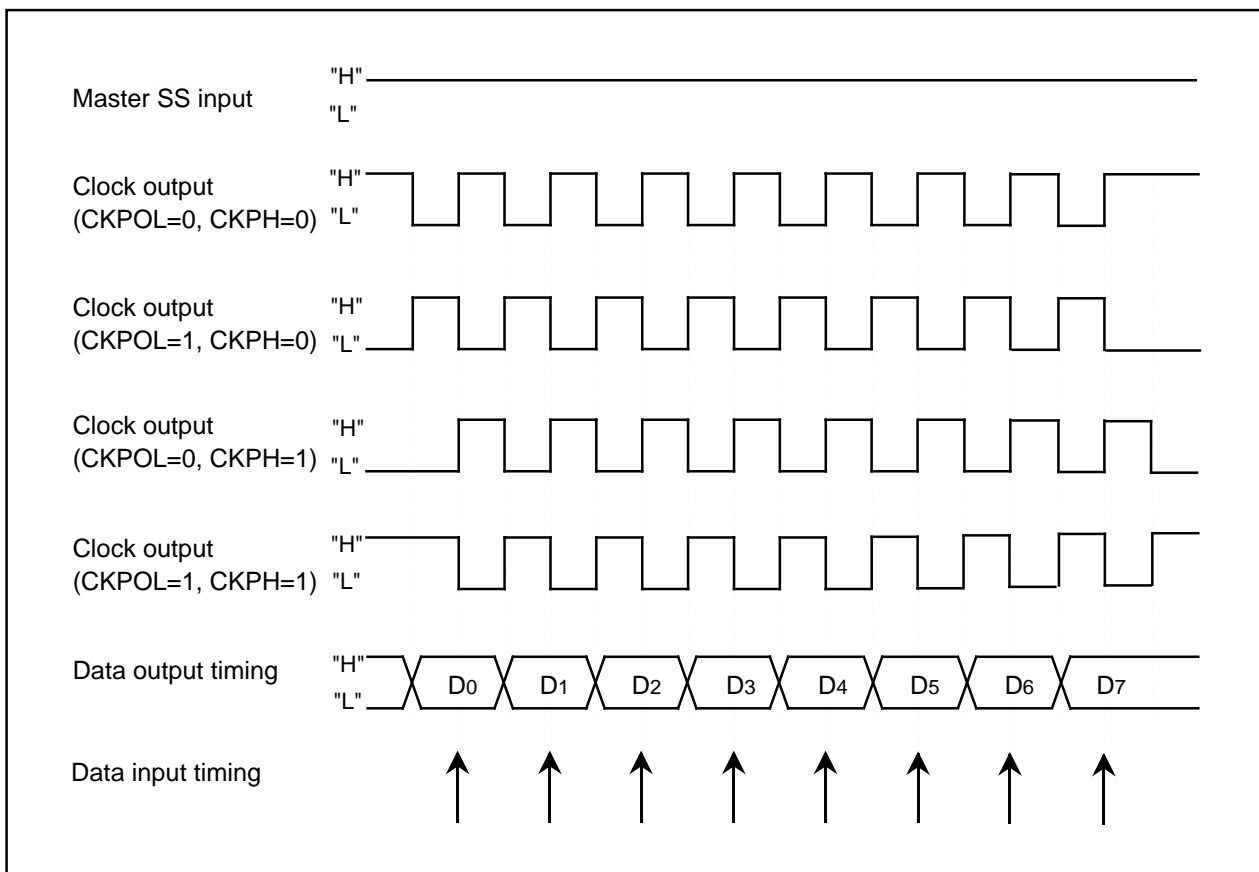 Master SS input
"H"
"L"
Clock output
(CKPOL=0, CKPH=0)
"H"
"L"
Clock output
(CKPOL=1, CKPH=0)
"H"
"L"
Clock output
(CKPOL=0, CKPH=1)
"H"
"L"
Clock output
(CKPOL=1, CKPH=1)
"H"
"L"
Data output timing
"H"
"L"
D0 D1 D2 D3 D4 D5 D6 D7
Data input timing